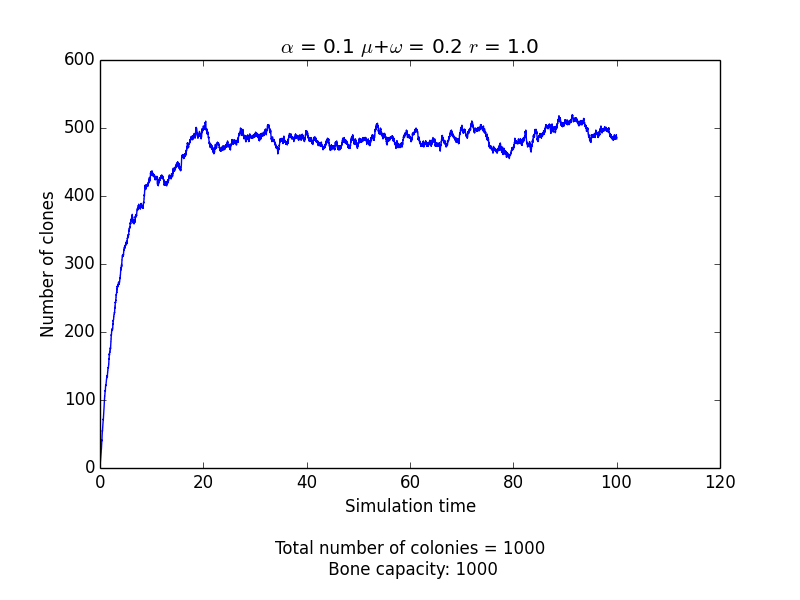 α = 0.1 μ+ω = 0.2 r = 1.0
600
500
400
300
200
100
0
Number of clones
0 20 40 60 80 100 120
Simulation time
Total number of colonies = 1000
Bone capacity: 1000